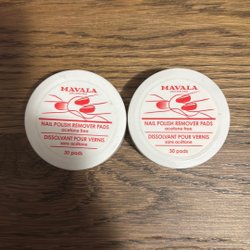 MAVALA
NAIL POLISH REMOVER PADS
acetone free
DISSOLVANT POUR VERNIS
sans acétone
30 pads
MAVALA
NAIL POLISH REMOVER PADS
acetone free
DISSOLVANT POUR VERNIS
sans acétone
30 pads